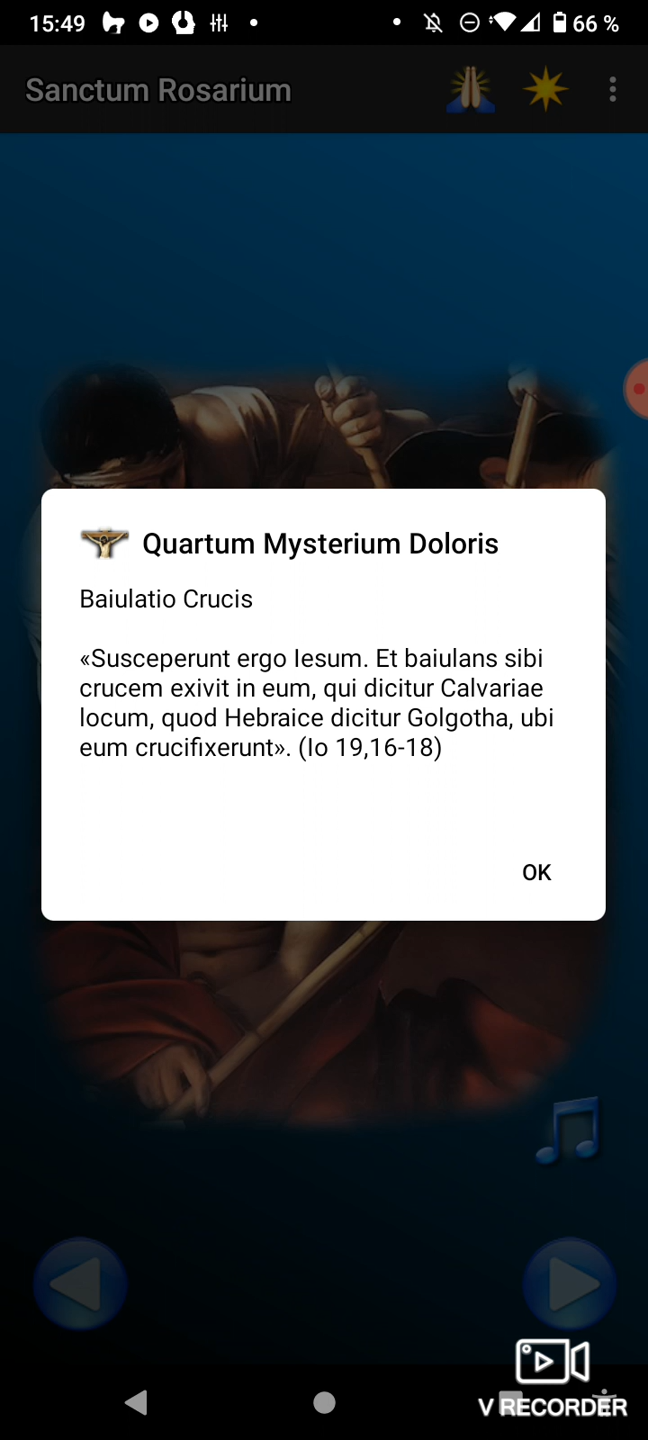 15:49
66 %
Sanctum Rosarium
Quartum Mysterium Doloris
Baiulatio Crucis
«Susceperunt ergo Iesum. Et baiulans sibi
crucem exivit in eum, qui dicitur Calvariae
locum, quod Hebraice dicitur Golgotha, ubi
eum crucifixerunt». (Io 19,16-18)
OK
V RECORDER